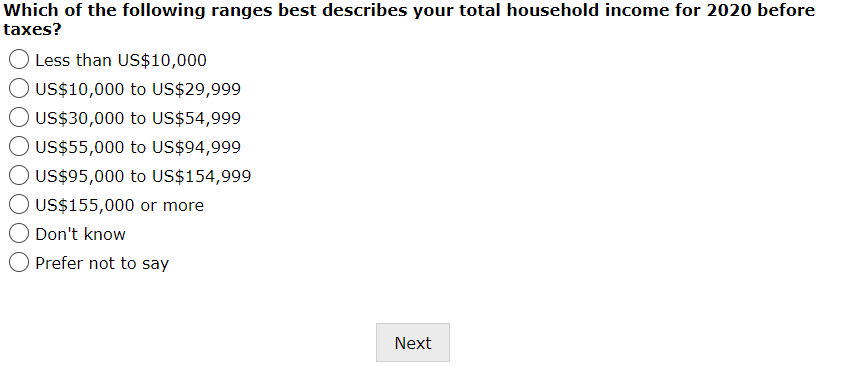 Which of the following ranges best describes your total household income for 2020 before
taxes?
Less than US$10,000
US$10,000 to US$29,999
US$30,000 to US$54,999
US$55,000 to US$94,999
US$95,000 to US$154,999
US$155,000 or more
Don't know
Prefer not to say
Next